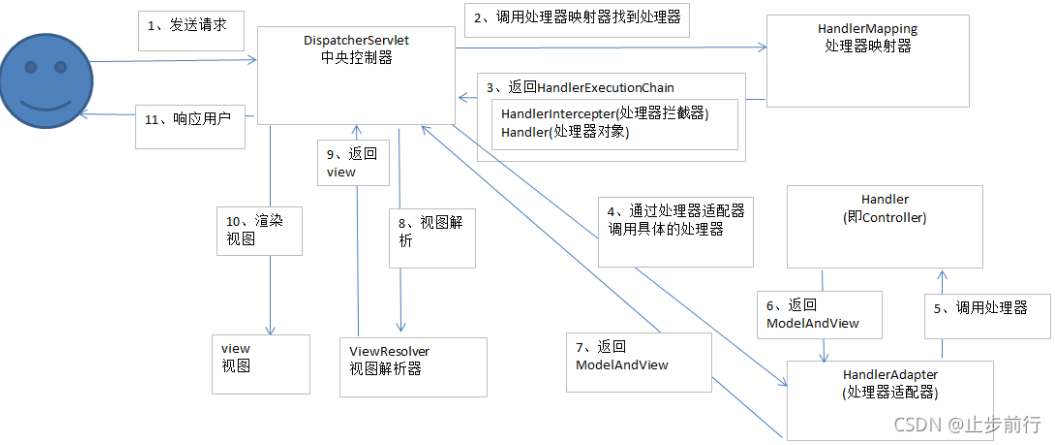 1、发送请求
DispatcherServlet
中央控制器
2、调用处理器映射器找到处理器
HandlerMapping
处理器映射器
3、返回HandlerExecutionChain
HandlerIntercepter(处理器拦截器)
Handler(处理器对象)
11、响应用户
9、返回
view
10、渲染
视图
8、视图解
析
4、通过处理器适配器
调用具体的处理器
Handler
(即Controller)
6、返回
ModelAndView
5、调用处理器
view
视图
ViewResolver
视图解析器
7、返回
ModelAndView
HandlerAdapter
(处理器适配器)
CSDN @止步前行